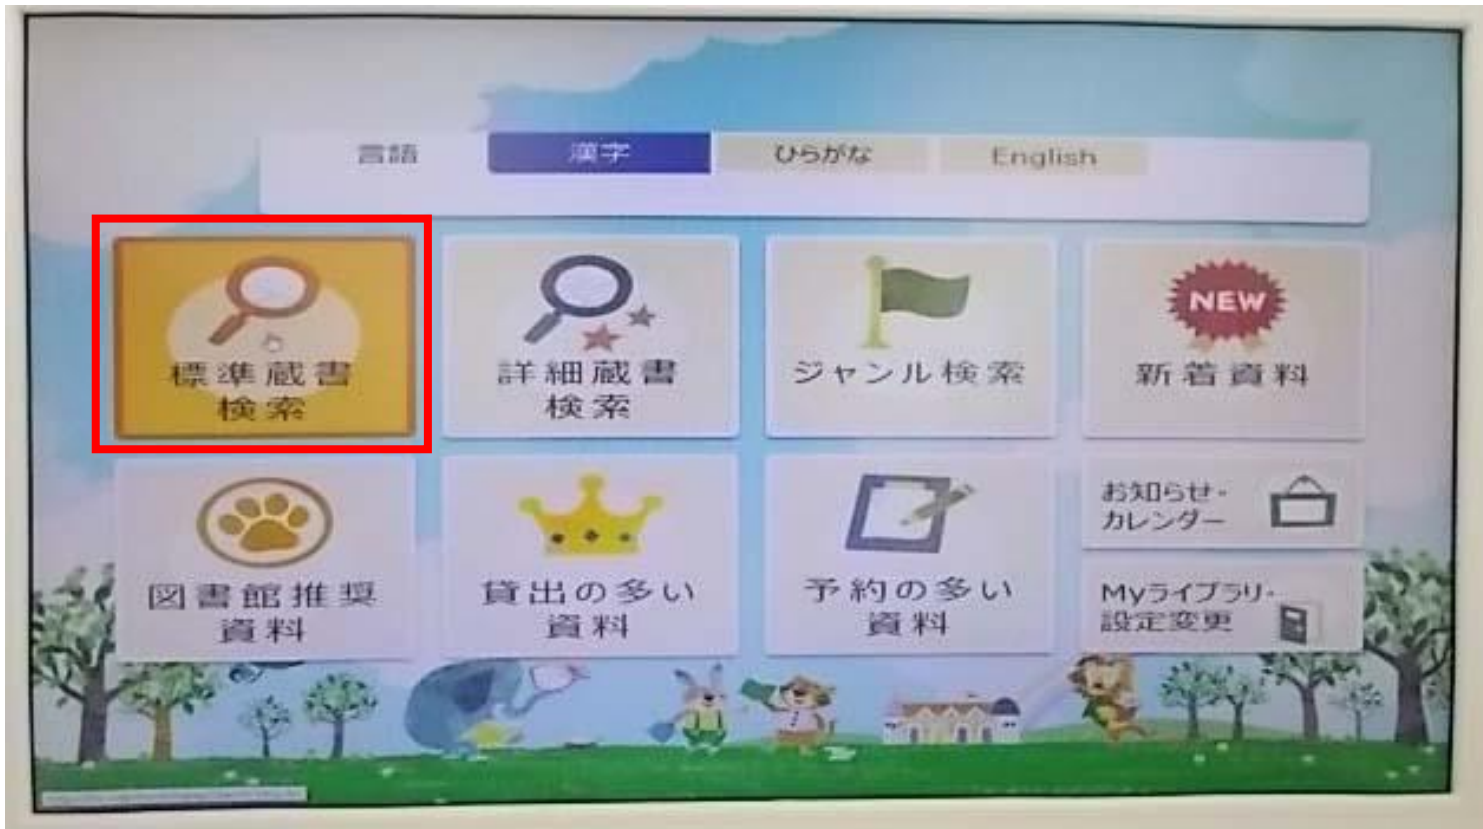 言語 漢字 ひらがな English
標準蔵書
検索
詳細蔵書
検索
ジャンル検索
NEW
新着資料
図書館推奨
資料
貸出の多い
資料
予約の多い
資料
お知らせ・
カレンダー
Myライブラリ・
設定変更